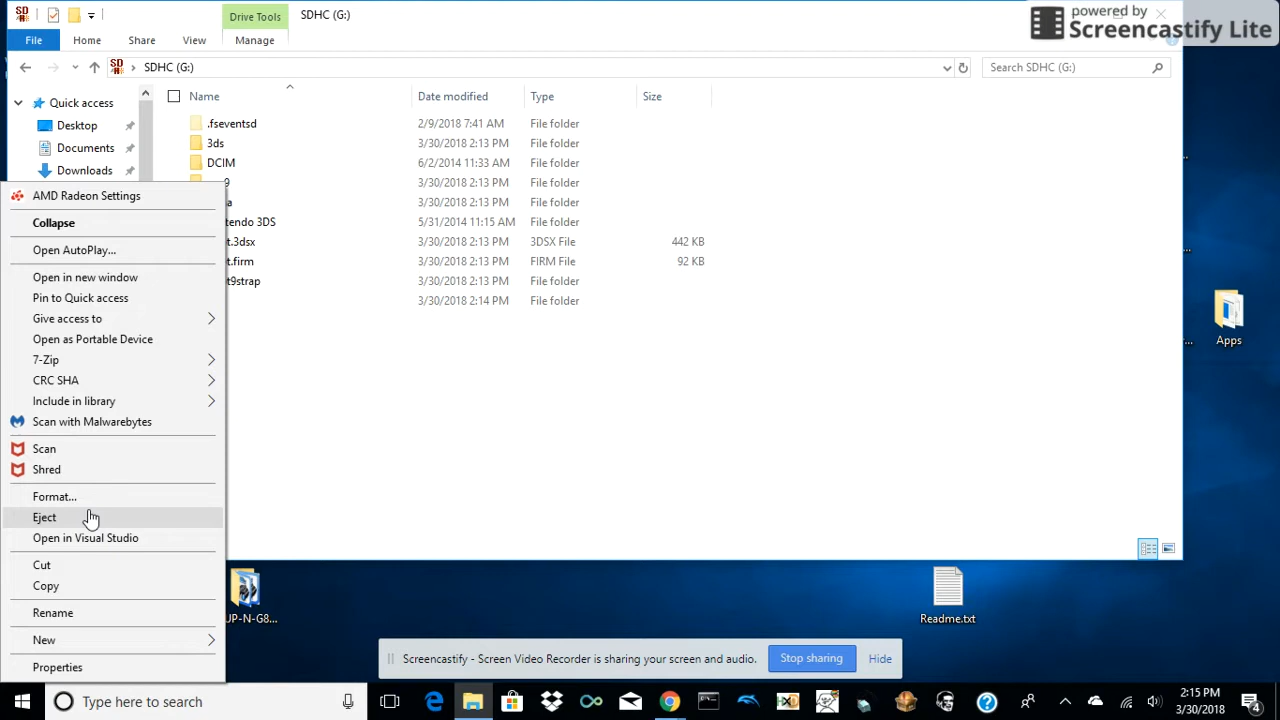 powered by
Screencastify Lite
Drive Tools
SDHC (G:)
File
Home
Share
View
Manage
SDHC (G:)
Search SDHC (G:)
Quick access
Desktop
Documents
Downloads
Name
Date modified
Type
Size
.fseventsd
2/9/2018 7:41 AM
File folder
3ds
3/30/2018 2:13 PM
File folder
DCIM
6/2/2014 11:33 AM
File folder
9
3/30/2018 2:13 PM
File folder
a
3/30/2018 2:13 PM
File folder
tendo 3DS
5/31/2014 11:15 AM
File folder
t.3dsx
3/30/2018 2:13 PM
3DSX File
442 KB
t.firm
3/30/2018 2:13 PM
FIRM File
92 KB
t9strap
3/30/2018 2:13 PM
File folder
3/30/2018 2:14 PM
File folder
AMD Radeon Settings
Collapse
Open AutoPlay...
Open in new window
Pin to Quick access
Give access to
Open as Portable Device
7-Zip
CRC SHA
Include in library
Scan with Malwarebytes
Scan
Shred
Format...
Eject
Open in Visual Studio
Cut
Copy
Rename
New
Properties
Apps
UP-N-G8...
Readme.txt
Screencastify - Screen Video Recorder is sharing your screen and audio.
Stop sharing
Hide
Type here to search
2:15 PM
3/30/2018
4